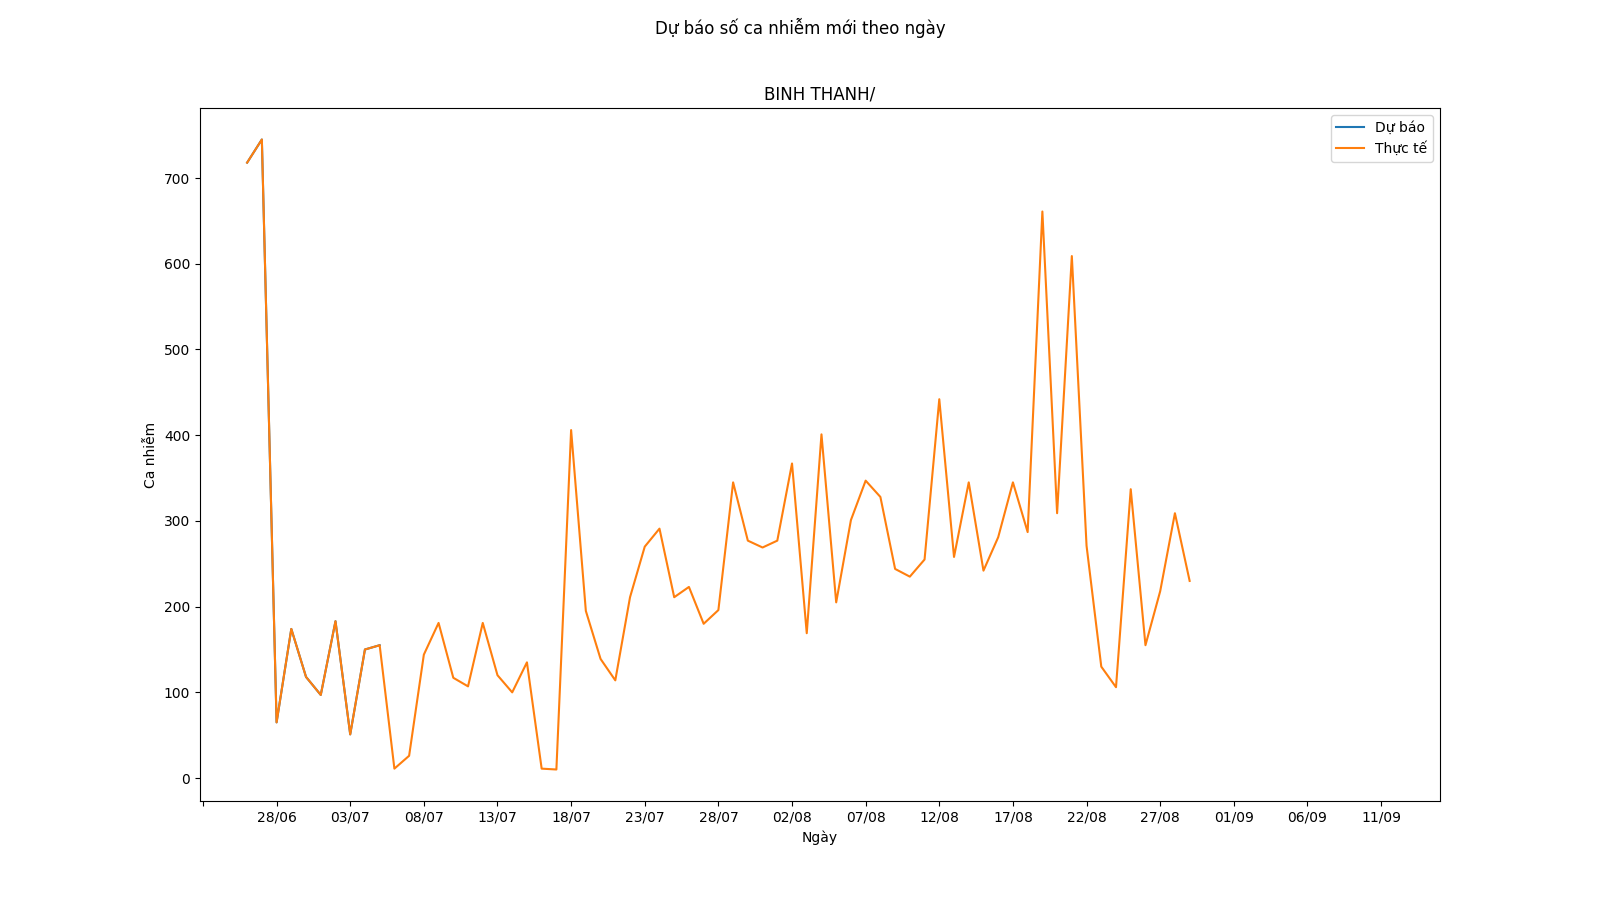 Dự báo số ca nhiễm mới theo ngày
BINH THANH/
Dự báo
Thực tế
700
600
500
400
300
200
100
0
Ca nhiễm
28/06 03/07 08/07 13/07 18/07 23/07 28/07 02/08 07/08 12/08 17/08 22/08 27/08 01/09 06/09 11/09
Ngày